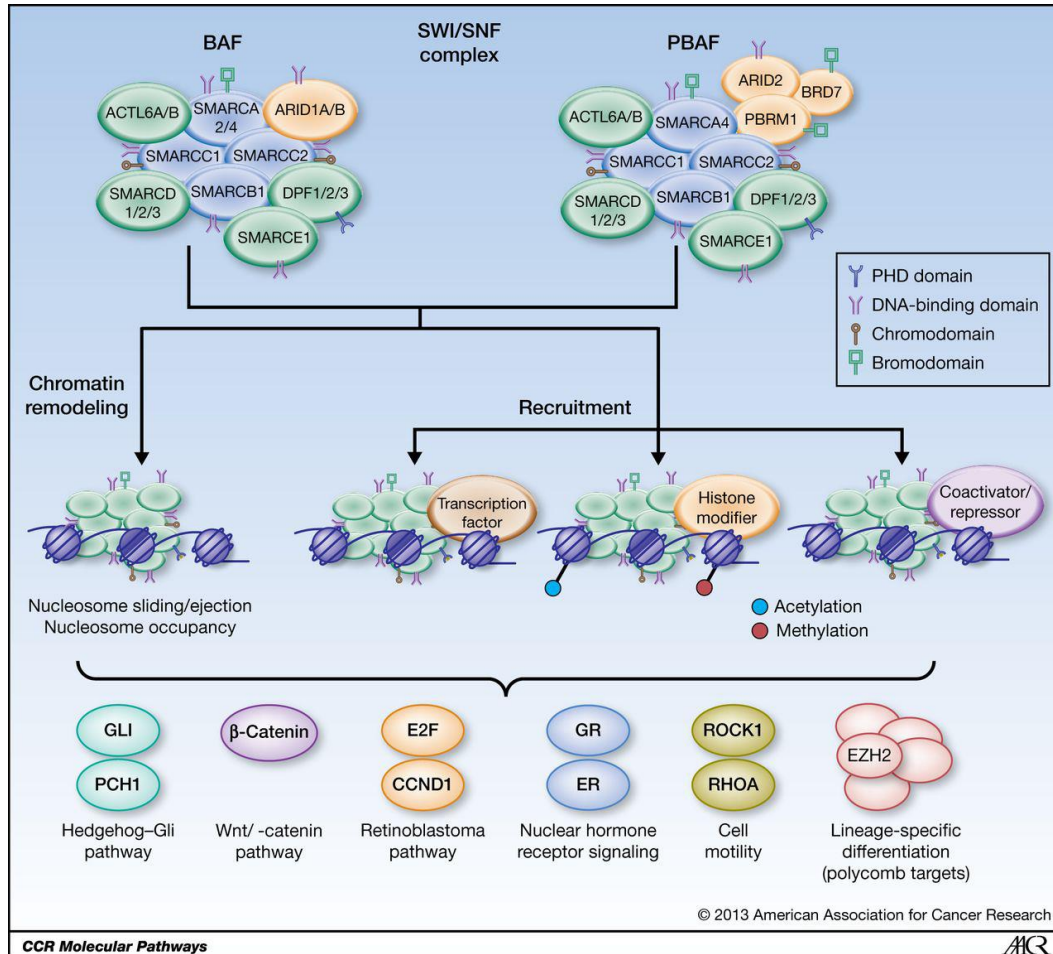 SWI/SNF
complex
BAF
ACTL6A/B
SMARCA
2/4
ARID1A/B
SMARCC1
SMARCC2
SMARCD
1/2/3
SMARCB1
DPF1/2/3
SMARCE1
PBAF
ARID2
BRD7
ACTL6A/B
SMARCA4
PBRM1
SMARCC1
SMARCC2
SMARCD
1/2/3
SMARCB1
DPF1/2/3
SMARCE1
PHD domain
DNA-binding domain
Chromodomain
Bromodomain
Chromatin
remodeling
Recruitment
Transcription
factor
Histone
modifier
Coactivator/
repressor
Nucleosome sliding/ejection
Nucleosome occupancy
Acetylation
Methylation
GLI
PCH1
Hedgehog–Gli
pathway
β-Catenin
Wnt/ -catenin
pathway
E2F
CCND1
Retinoblastoma
pathway
GR
ER
Nuclear hormone
receptor signaling
ROCK1
RHOA
Cell
motility
EZH2
Lineage-specific
differentiation
(polycomb targets)
© 2013 American Association for Cancer Research
CCR Molecular Pathways
AACR